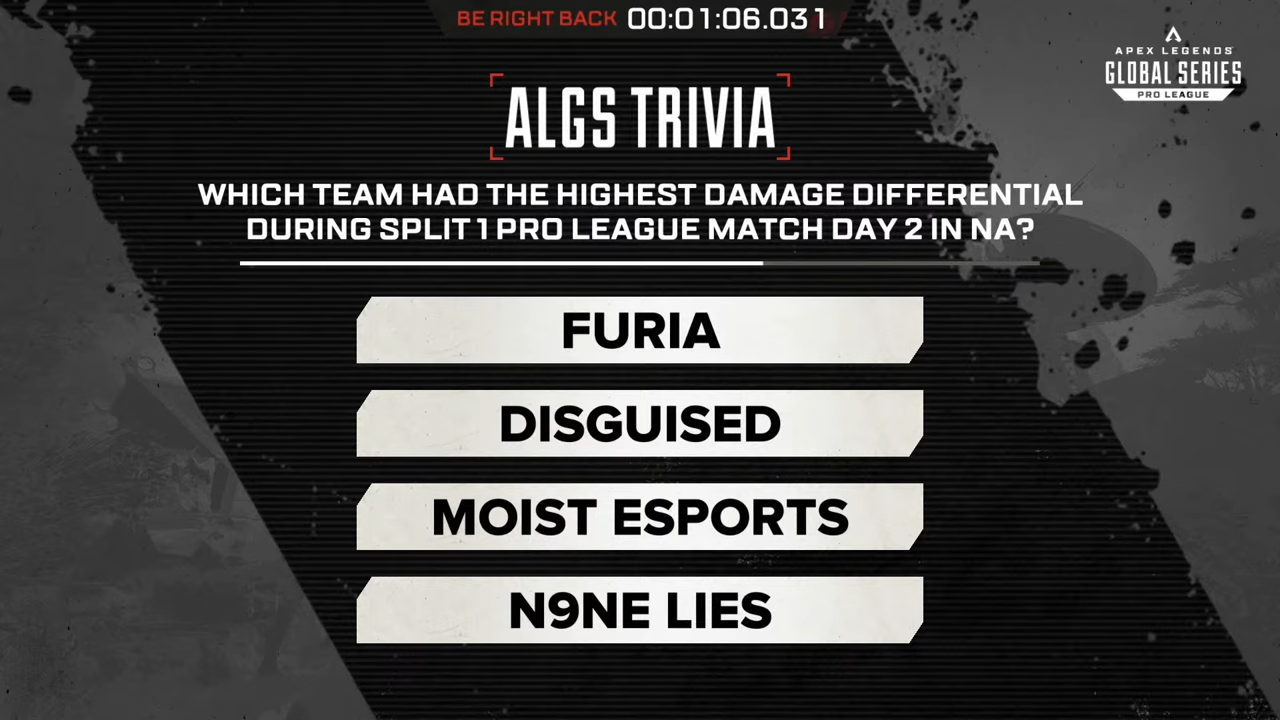 BE RIGHT BACK 00:01:06.031
APEX LEGENDS
GLOBAL SERIES
PRO LEAGUE
ALGS TRIVIA
WHICH TEAM HAD THE HIGHEST DAMAGE DIFFERENTIAL
DURING SPLIT 1 PRO LEAGUE MATCH DAY 2 IN NA?
FURIA
DISGUISED
MOIST ESPORTS
N9NE LIES